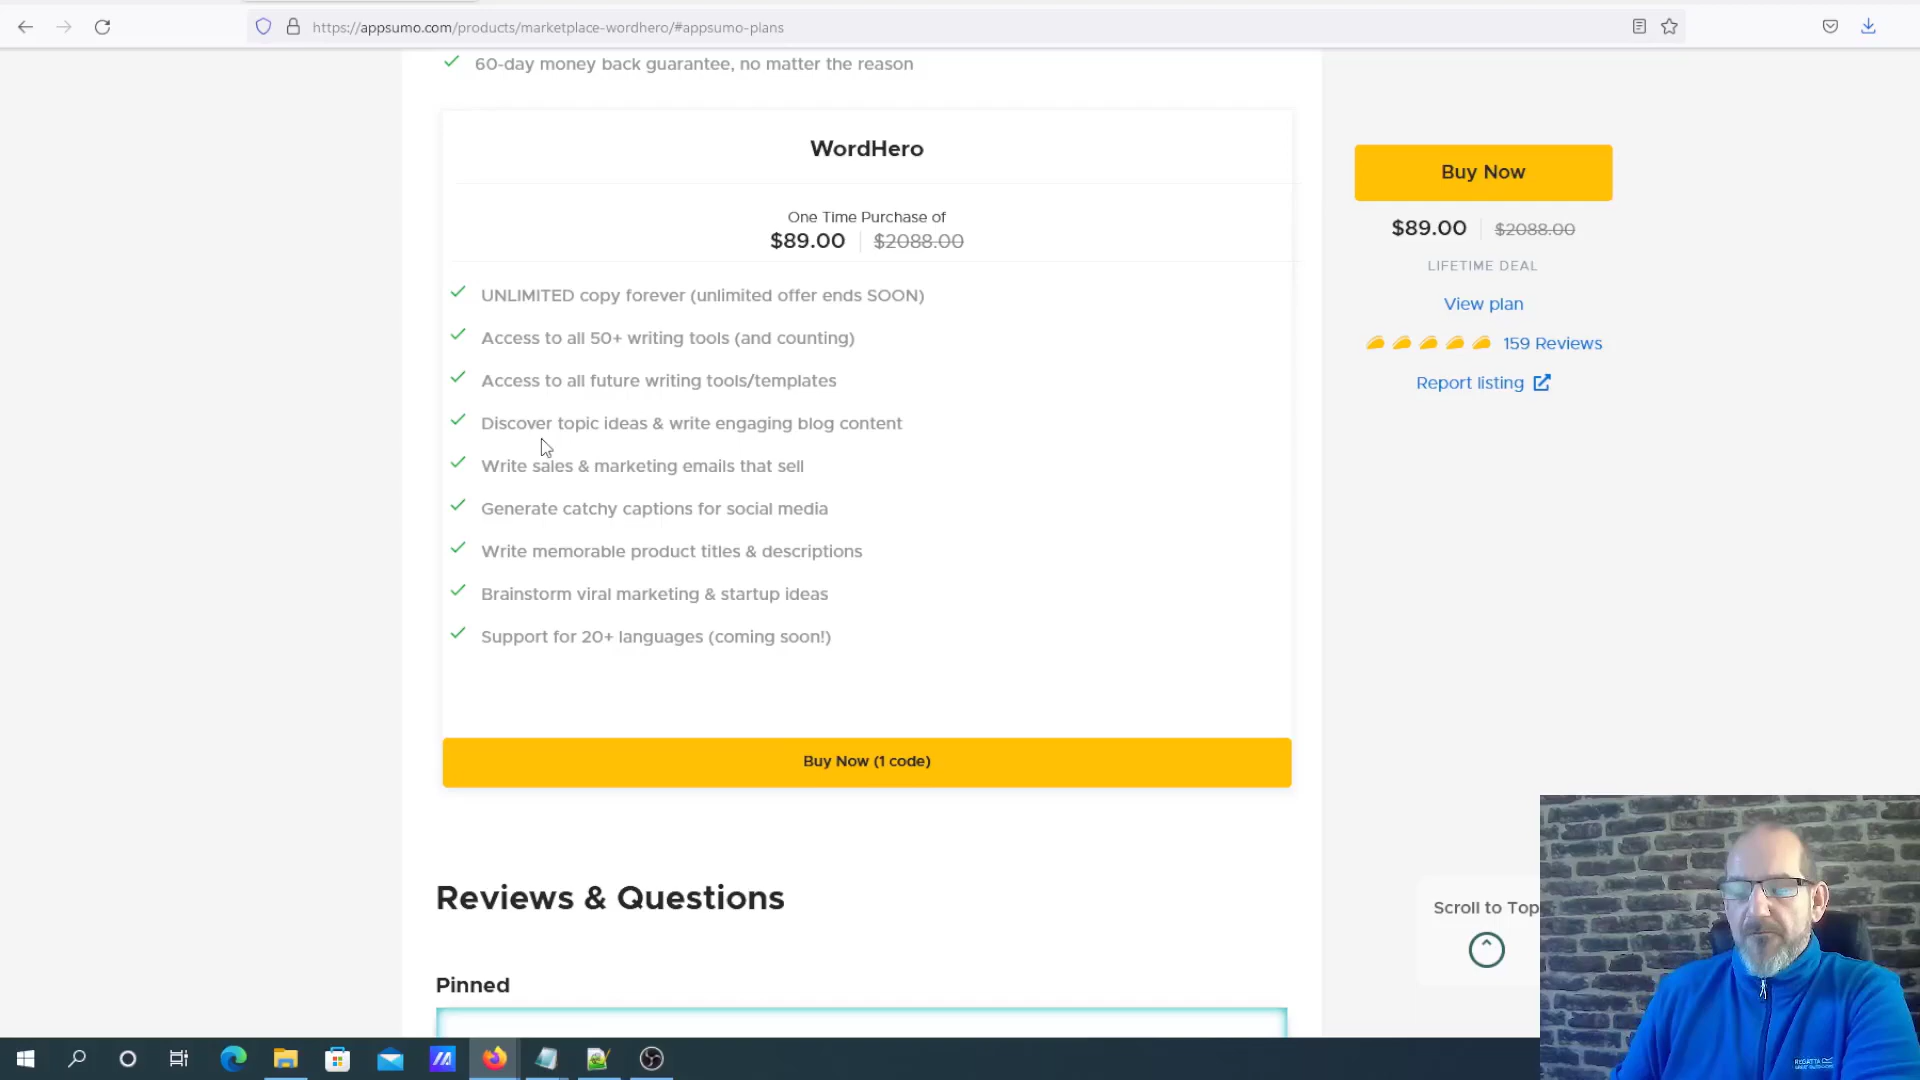 https://appsumo.com/products/marketplace-wordhero/#appsumo-plans
60-day money back guarantee, no matter the reason
WordHero
One Time Purchase of
$89.00 $2088.00
UNLIMITED copy forever (unlimited offer ends SOON)
Access to all 50+ writing tools (and counting)
Access to all future writing tools/templates
Discover topic ideas & write engaging blog content
Write sales & marketing emails that sell
Generate catchy captions for social media
Write memorable product titles & descriptions
Brainstorm viral marketing & startup ideas
Support for 20+ languages (coming soon!)
Buy Now (1 code)
Buy Now
$89.00 $2088.00
LIFETIME DEAL
View plan
159 Reviews
Report listing
Reviews & Questions
Pinned
Scroll to Top
REGATTA